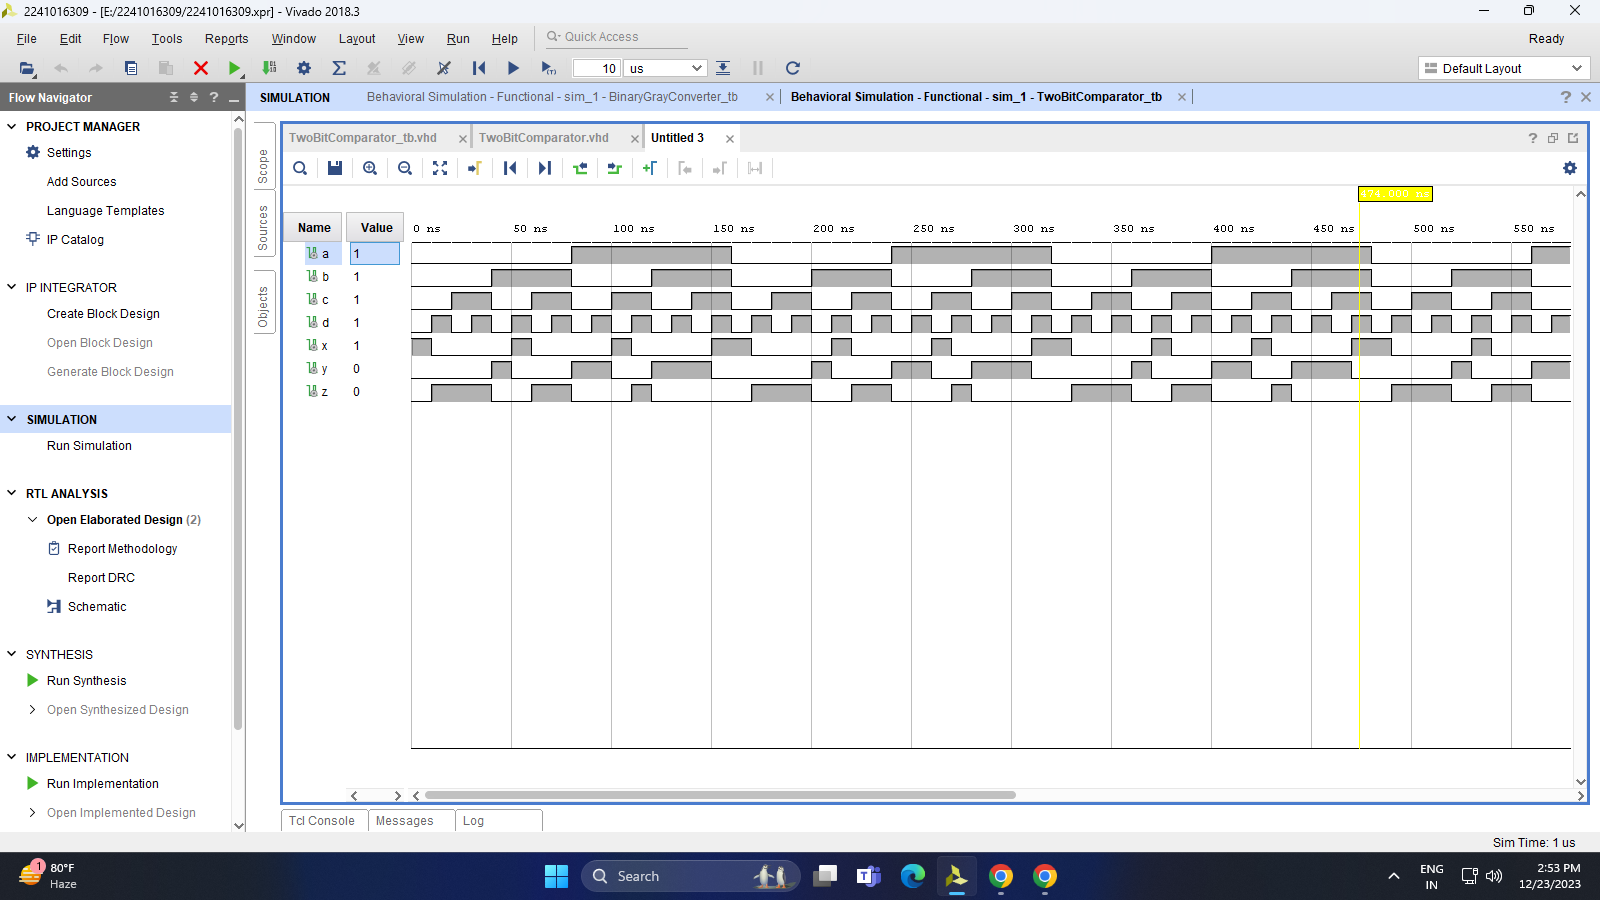 2241016309 - [E:/2241016309/2241016309.xpr] - Vivado 2018.3
File Edit Flow Tools Reports Window Layout View Run Help Quick Access Ready
10 us Default Layout
Flow Navigator
SIMULATION Behavioral Simulation - Functional - sim_1 - BinaryGrayConverter_tb Behavioral Simulation - Functional - sim_1 - TwoBitComparator_tb
PROJECT MANAGER
Settings
Add Sources
Language Templates
IP Catalog
IP INTEGRATOR
Create Block Design
Open Block Design
Generate Block Design
SIMULATION
Run Simulation
RTL ANALYSIS
Open Elaborated Design (2)
Report Methodology
Report DRC
Schematic
SYNTHESIS
Run Synthesis
Open Synthesized Design
IMPLEMENTATION
Run Implementation
Open Implemented Design
Scope
Sources
Objects
TwoBitComparator_tb.vhd TwoBitComparator.vhd Untitled 3
474.000 ns
Name Value 0 ns 50 ns 100 ns 150 ns 200 ns 250 ns 300 ns 350 ns 400 ns 450 ns 500 ns 550 ns
a 1
b 1
c 1
d 1
x 1
y 0
z 0
Tcl Console Messages Log
Sim Time: 1 us
1 80°F
Haze
Search
ENG
IN
2:53 PM
12/23/2023